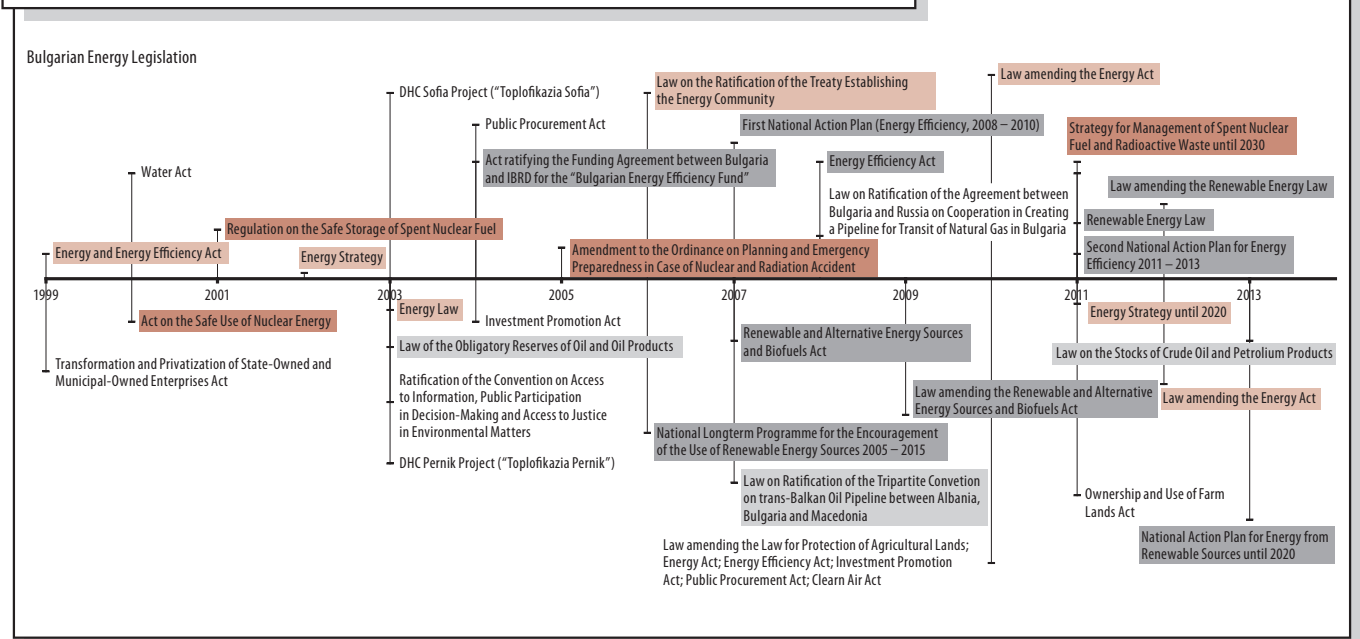 Bulgarian Energy Legislation
Law amending the Energy Act
Law on the Ratification of the Treaty Establishing
the Energy Community
DHC Sofia Project (“Toplofikazia Sofia”)
Public Procurement Act
First National Action Plan (Energy Efficiency, 2008 – 2010)
Strategy for Management of Spent Nuclear
Fuel and Radioactive Waste until 2030
Act ratifying the Funding Agreement between Bulgaria
and IBRD for the “Bulgarian Energy Efficiency Fund”
Energy Efficiency Act
Water Act
Law amending the Renewable Energy Law
Law on Ratification of the Agreement between
Bulgaria and Russia on Cooperation in Creating
a Pipeline for Transit of Natural Gas in Bulgaria
Renewable Energy Law
Regulation on the Safe Storage of Spent Nuclear Fuel
Energy and Energy Efficiency Act
Energy Strategy
Amendment to the Ordinance on Planning and Emergency
Preparedness in Case of Nuclear and Radiation Accident
Second National Action Plan for Energy
Efficiency 2011 – 2013
1999
2001
2003
2005
2007
2009
2011
2013
Energy Law
Energy Strategy until 2020
Act on the Safe Use of Nuclear Energy
Investment Promotion Act
Renewable and Alternative Energy Sources
and Biofuels Act
Law of the Obligatory Reserves of Oil and Oil Products
Law on the Stocks of Crude Oil and Petrolium Products
Transformation and Privatization of State-Owned and
Municipal-Owned Enterprises Act
Ratification of the Convention on Access
to Information, Public Participation
in Decision-Making and Access to Justice
in Environmental Matters
Law amending the Renewable and Alternative
Energy Sources and Biofuels Act
Law amending the Energy Act
National Longterm Programme for the Encouragement
of the Use of Renewable Energy Sources 2005 – 2015
DHC Pernik Project (“Toplofikazia Pernik”)
Law on Ratification of the Tripartite Convetion
on trans-Balkan Oil Pipeline between Albania,
Bulgaria and Macedonia
Ownership and Use of Farm
Lands Act
National Action Plan for Energy from
Renewable Sources until 2020
Law amending the Law for Protection of Agricultural Lands;
Energy Act; Energy Efficiency Act; Investment Promotion
Act; Public Procurement Act; Clearn Air Act